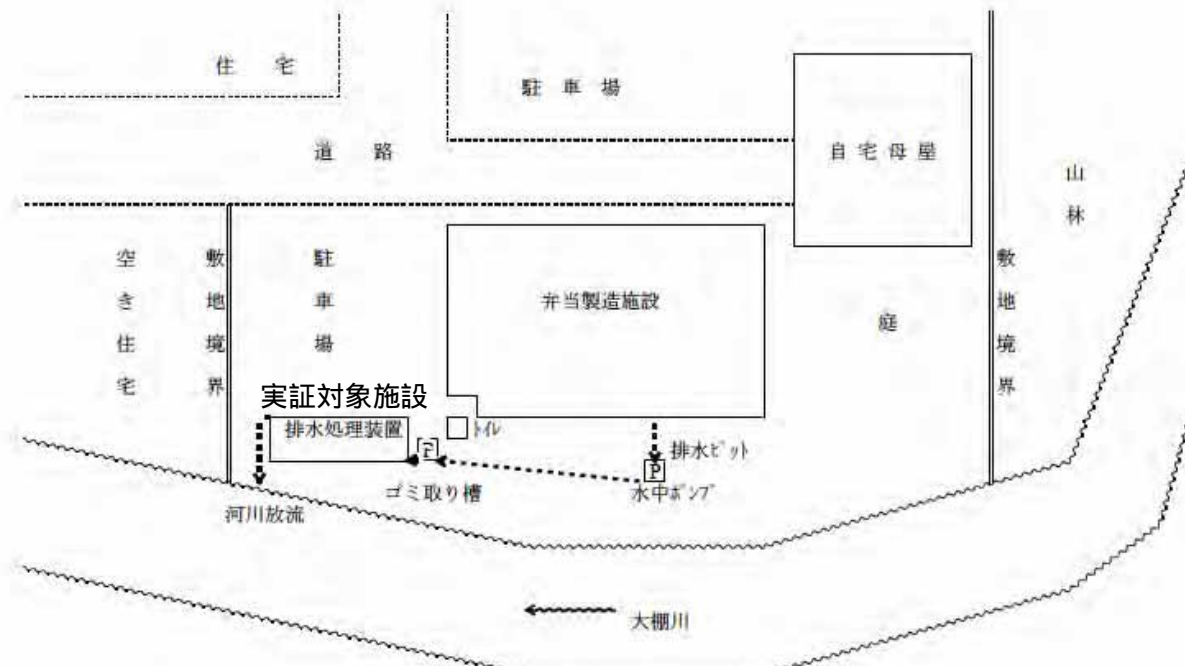 住宅
駐車場
道路
自宅母屋
山林
空き住宅
敷地境界
駐車場
弁当製造施設
庭
敷地境界
実証対象施設
排水処理装置
トイレ
P
排水ピット
P
ゴミ取り槽
水中ポンプ
河川放流
大棚川